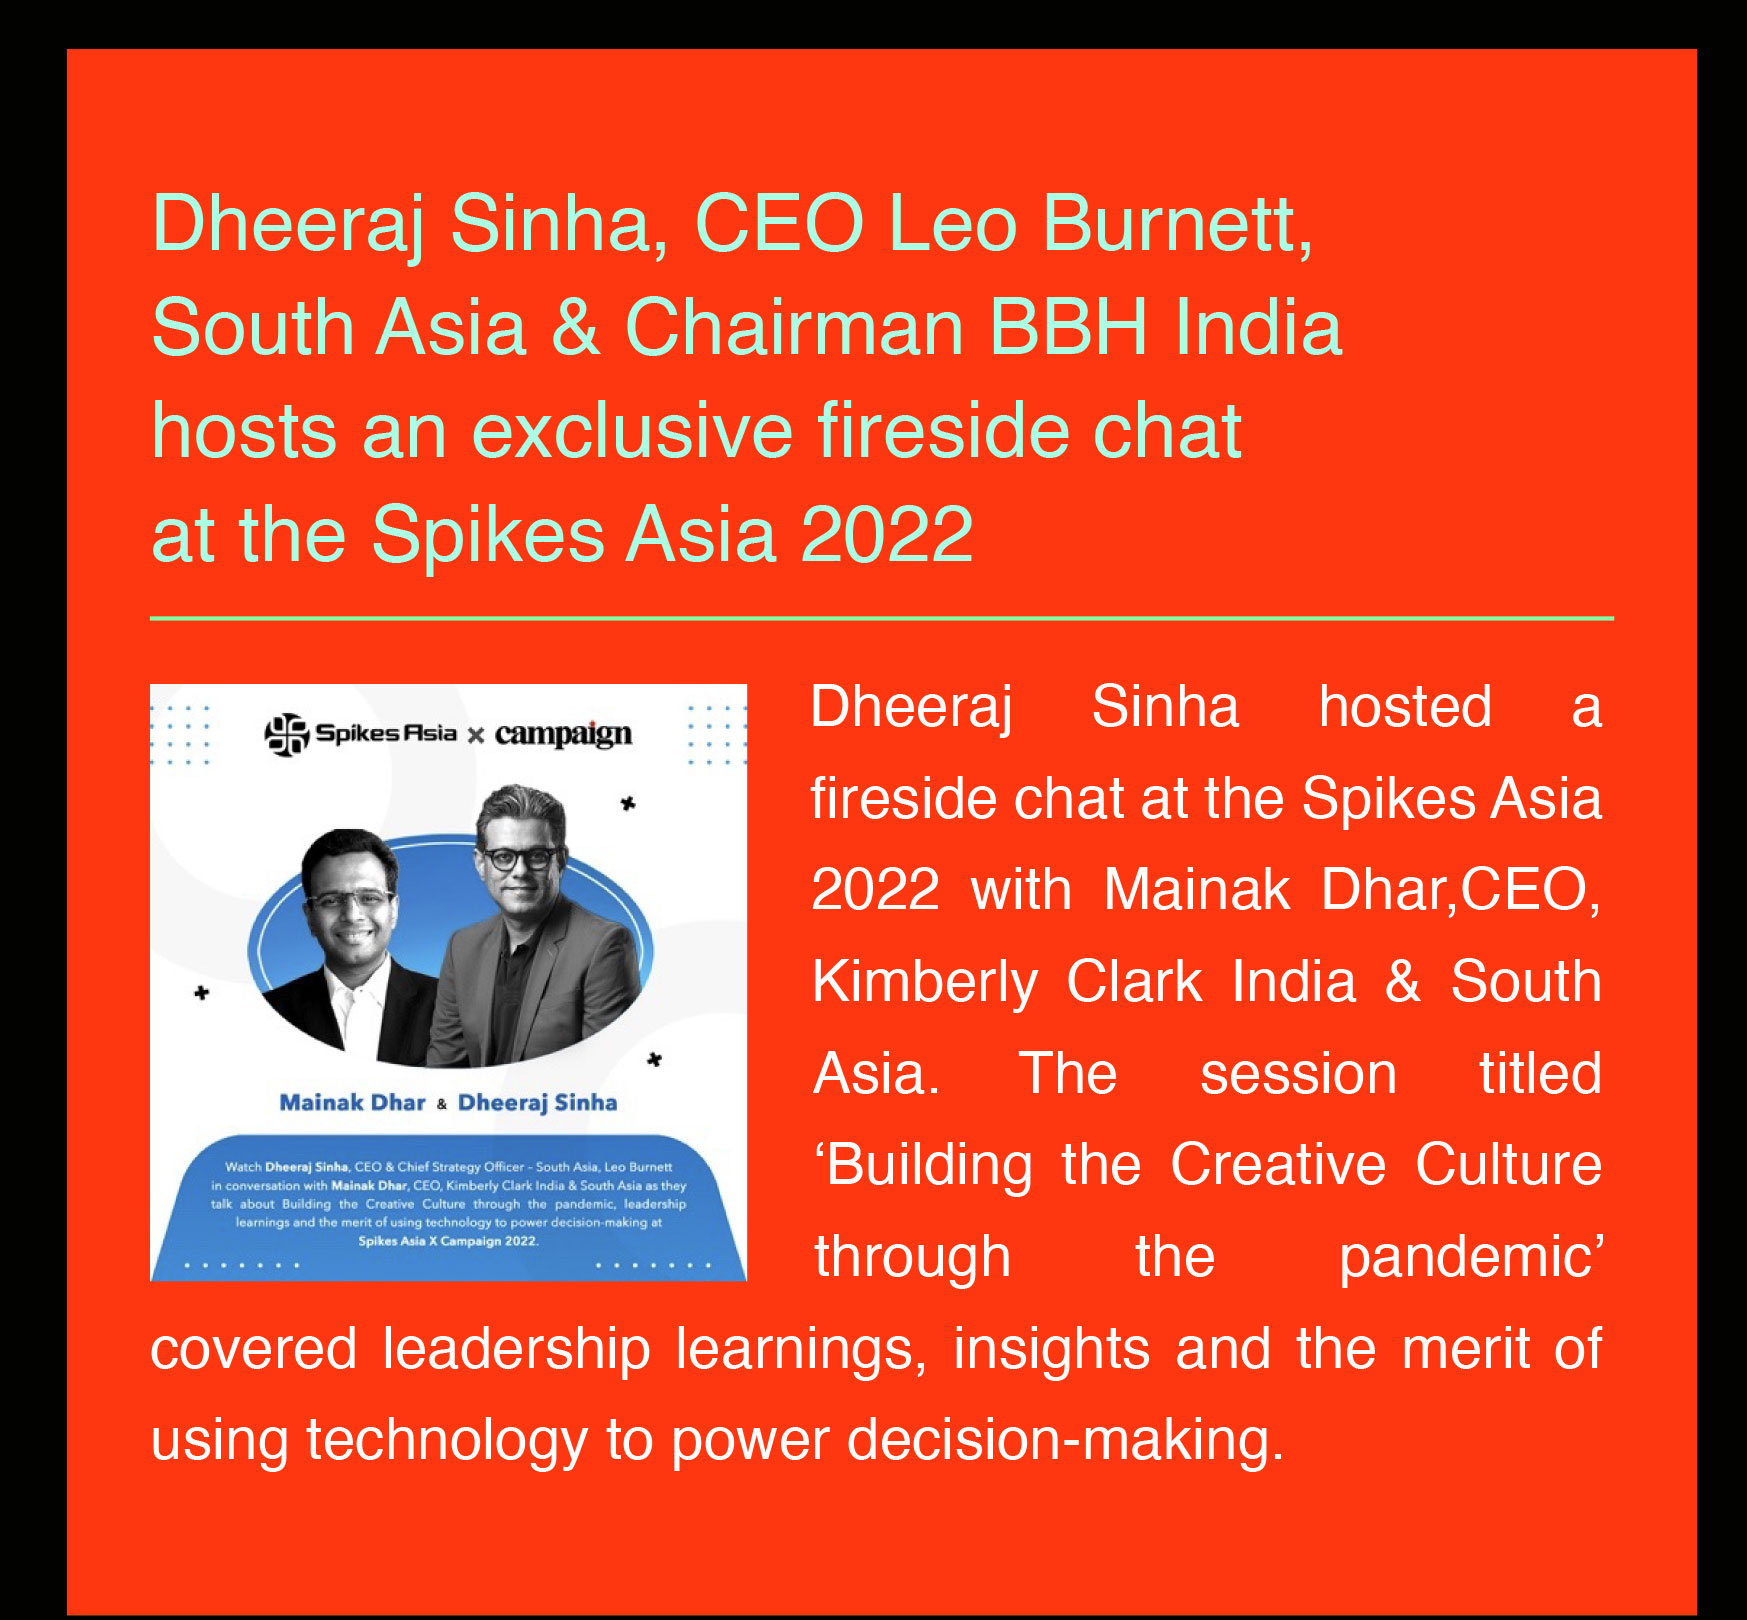 Dheeraj Sinha, CEO Leo Burnett,
South Asia & Chairman BBH India
hosts an exclusive fireside chat
at the Spikes Asia 2022
Spikes Asia x campaign
Mainak Dhar & Dheeraj Sinha
Watch Dheeraj Sinha, CEO & Chief Strategy Officer - South Asia, Leo Burnett
in conversation with Mainak Dhar, CEO, Kimberly Clark India & South Asia as they
talk about Building the Creative Culture through the pandemic, leadership
learnings and the merit of using technology to power decision-making at
Spikes Asia X Campaign 2022.
Dheeraj Sinha hosted a
fireside chat at the Spikes Asia
2022 with Mainak Dhar,CEO,
Kimberly Clark India & South
Asia. The session titled
‘Building the Creative Culture
through the pandemic’
covered leadership learnings, insights and the merit of
using technology to power decision-making.